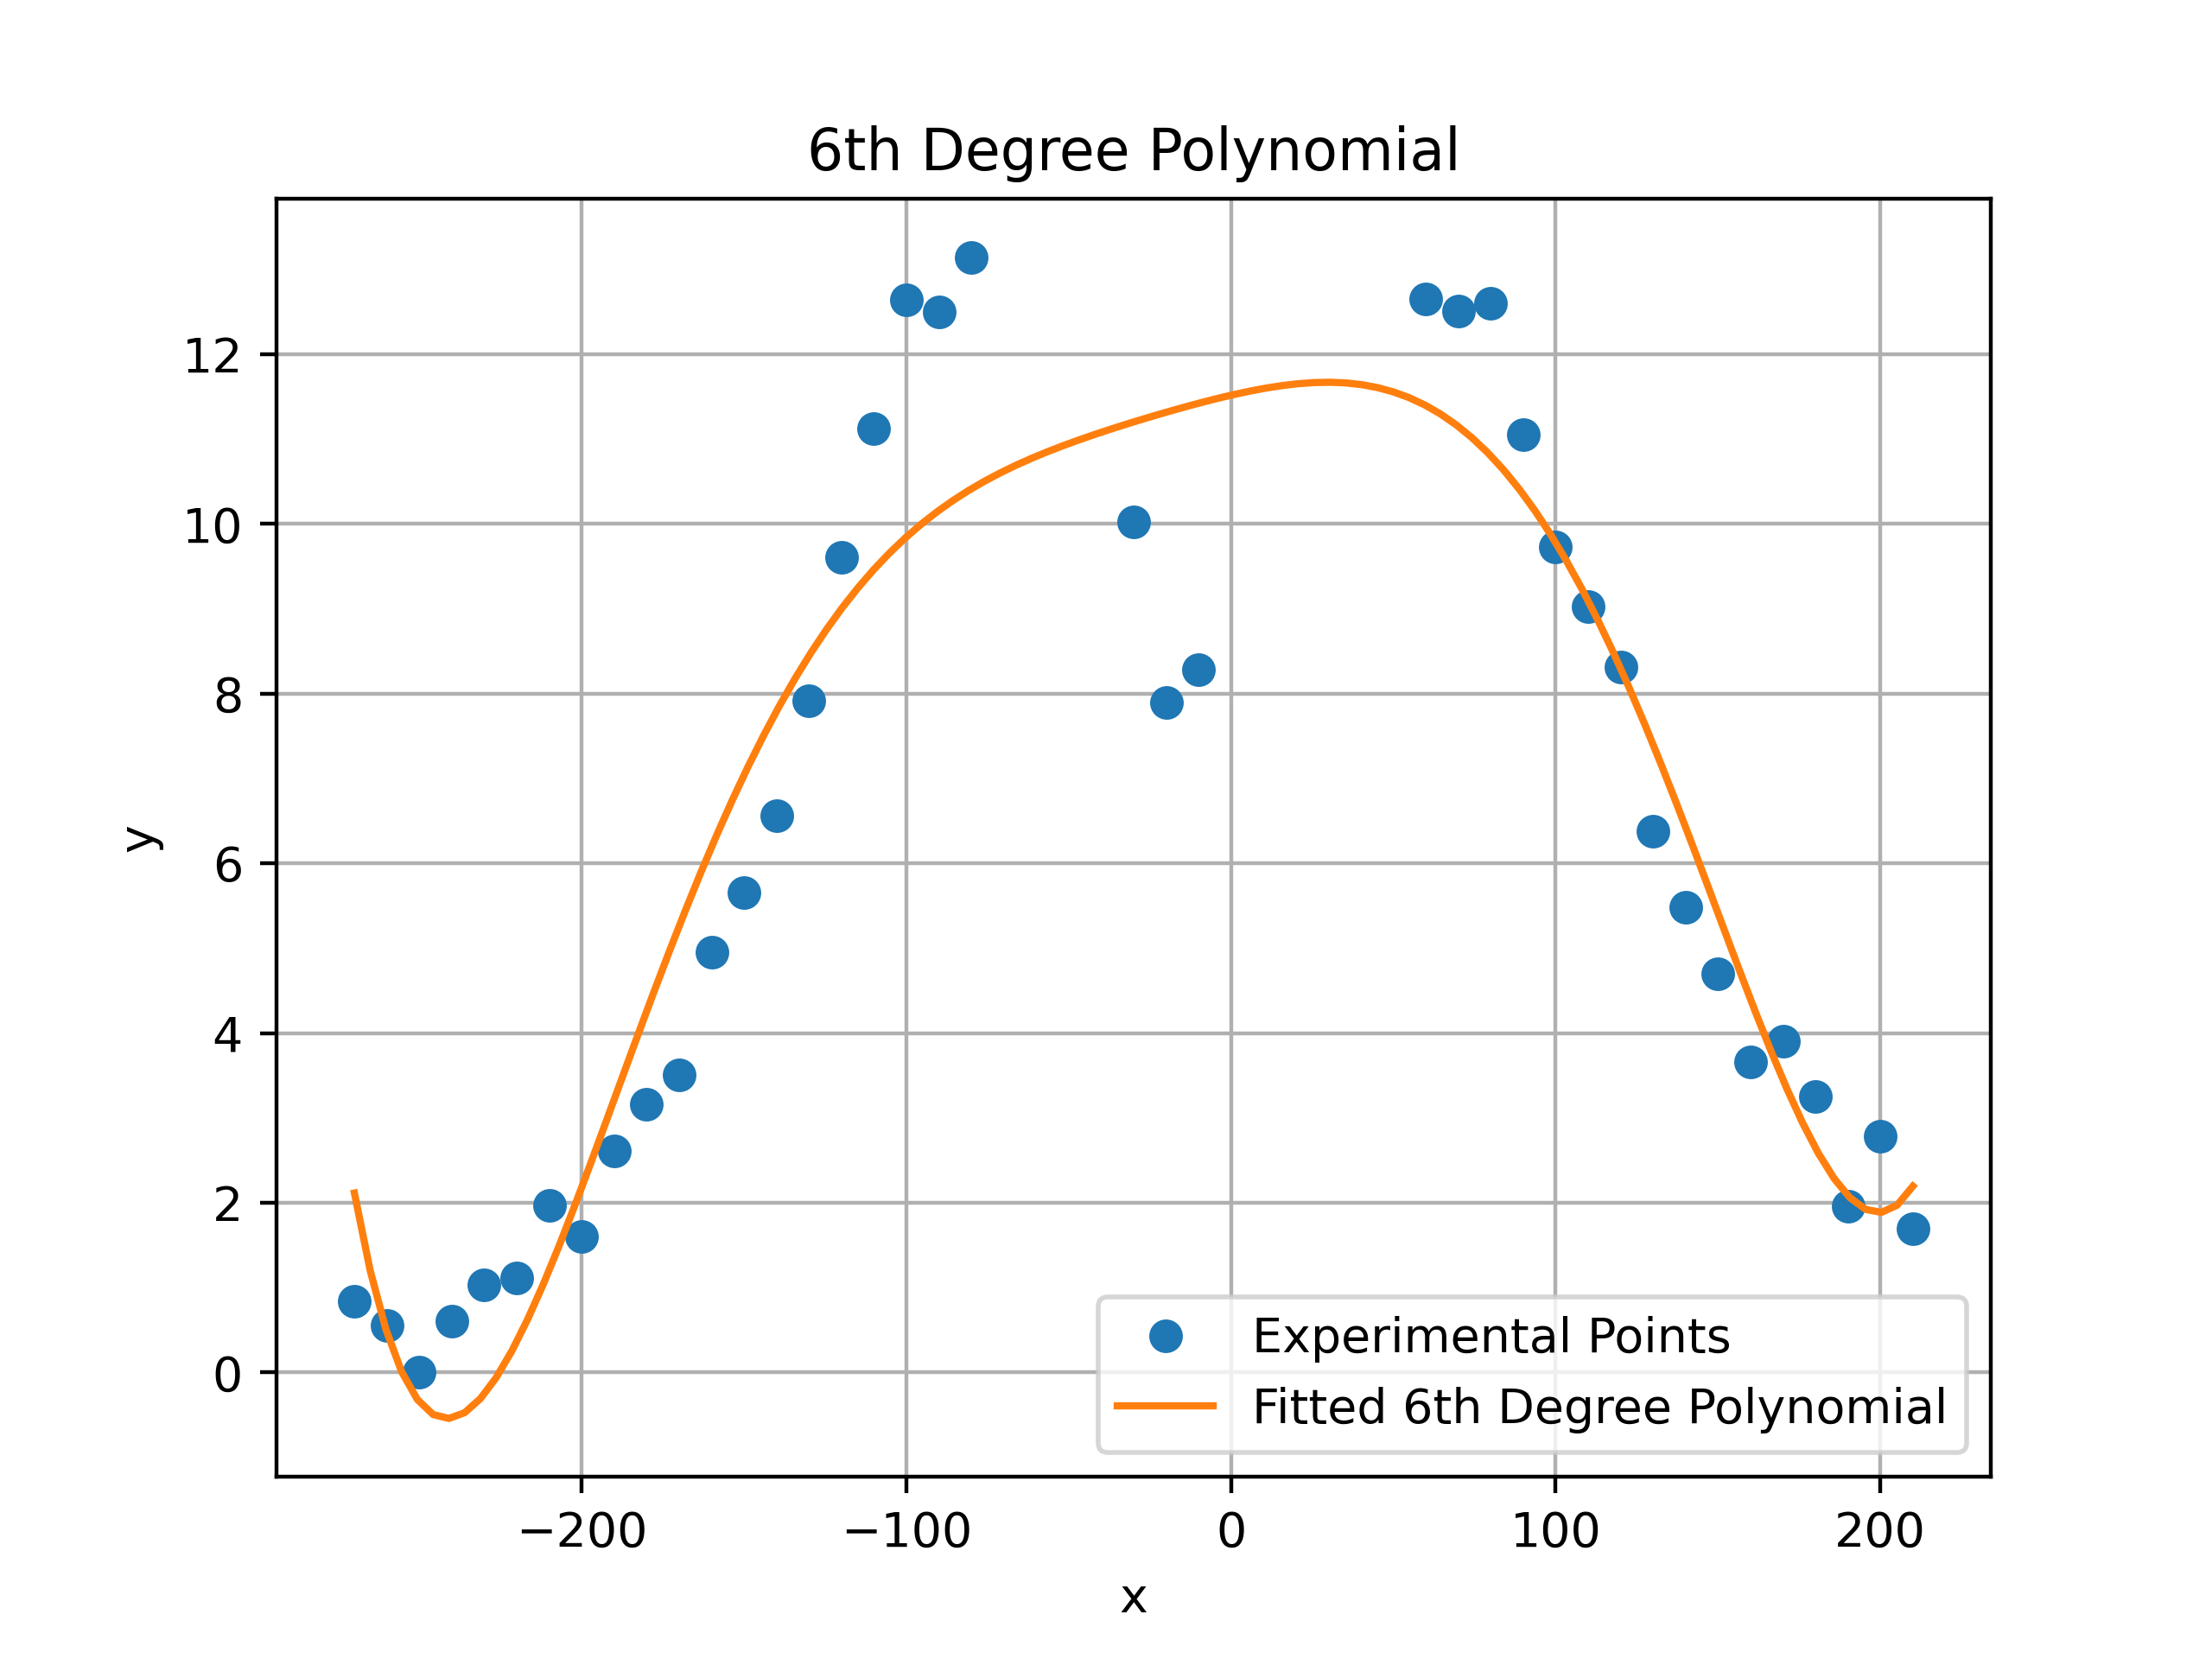 6th Degree Polynomial
12
10
8
6
4
2
0
y
−200
−100
0
100
200
x
Experimental Points
Fitted 6th Degree Polynomial